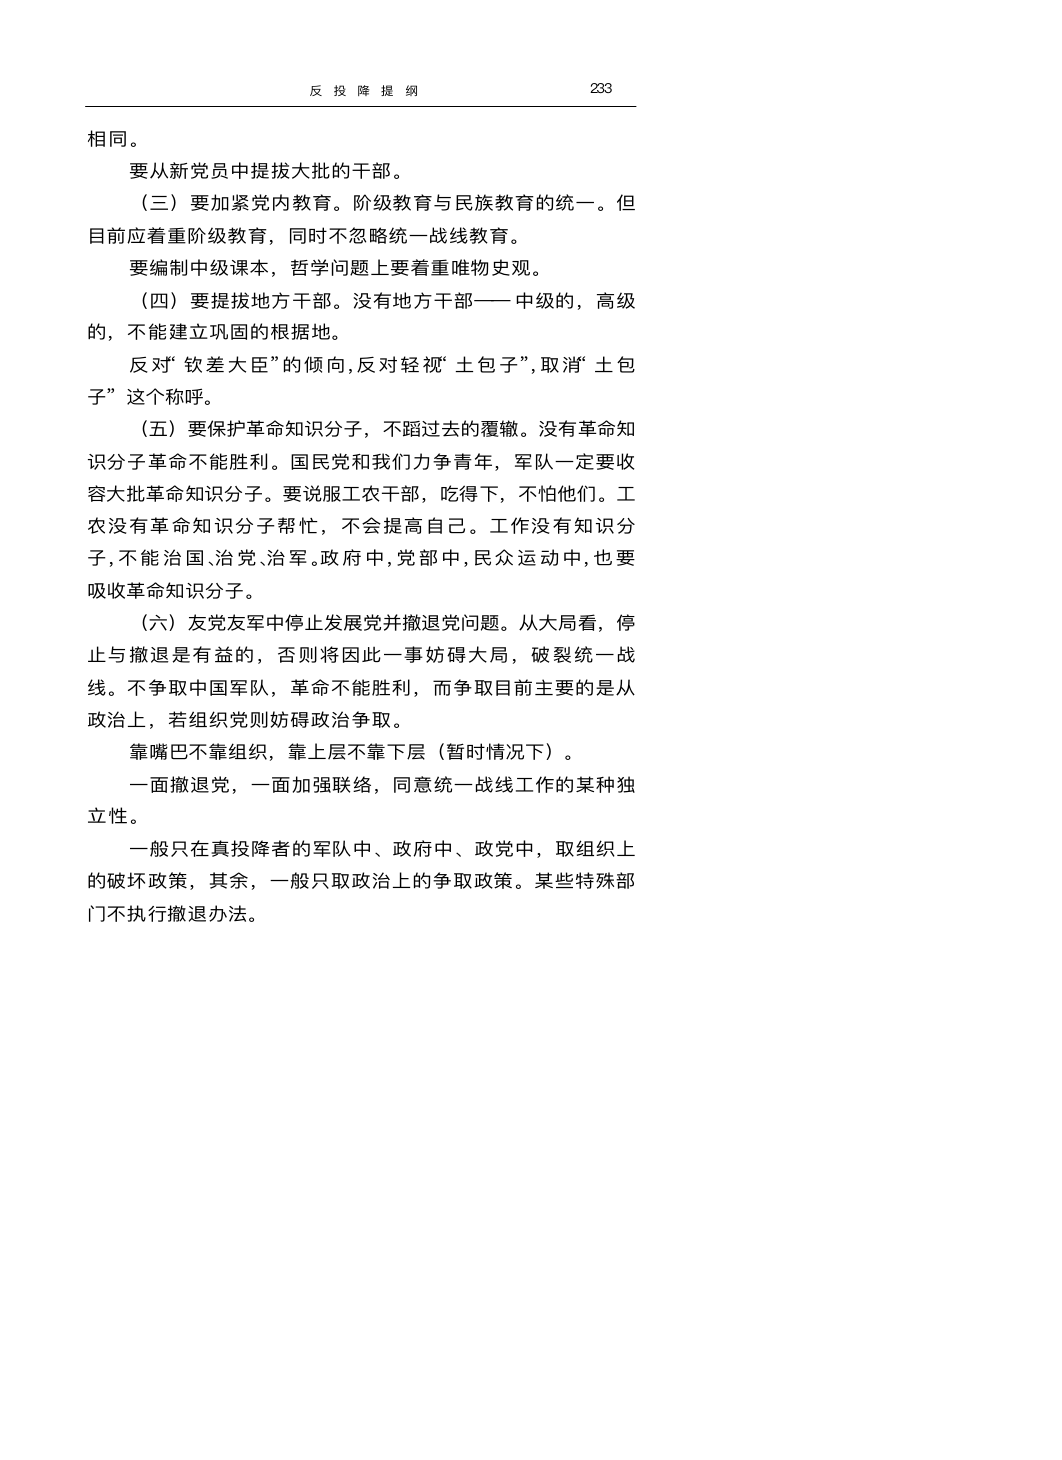 反投降提纲 233
相同。
要从新党员中提拔大批的干部。
（三）要加紧党内教育。阶级教育与民族教育的统一。但
目前应着重阶级教育，同时不忽略统一战线教育。
要编制中级课本，哲学问题上要着重唯物史观。
（四）要提拔地方干部。没有地方干部——中级的，高级
的，不能建立巩固的根据地。
反对“钦差大臣”的倾向,反对轻视“土包子”,取消“土包
子”这个称呼。
（五）要保护革命知识分子，不蹈过去的覆辙。没有革命知
识分子革命不能胜利。国民党和我们力争青年，军队一定要收
容大批革命知识分子。要说服工农干部，吃得下，不怕他们。工
农没有革命知识分子帮忙，不会提高自己。工作没有知识分
子,不能治国、治党、治军。政府中,党部中,民众运动中,也要
吸收革命知识分子。
（六）友党友军中停止发展党并撤退党问题。从大局看，停
止与撤退是有益的，否则将因此一事妨碍大局，破裂统一战
线。不争取中国军队，革命不能胜利，而争取目前主要的是从
政治上，若组织党则妨碍政治争取。
靠嘴巴不靠组织，靠上层不靠下层（暂时情况下）。
一面撤退党，一面加强联络，同意统一战线工作的某种独
立性。
一般只在真投降者的军队中、政府中、政党中，取组织上
的破坏政策，其余，一般只取政治上的争取政策。某些特殊部
门不执行撤退办法。